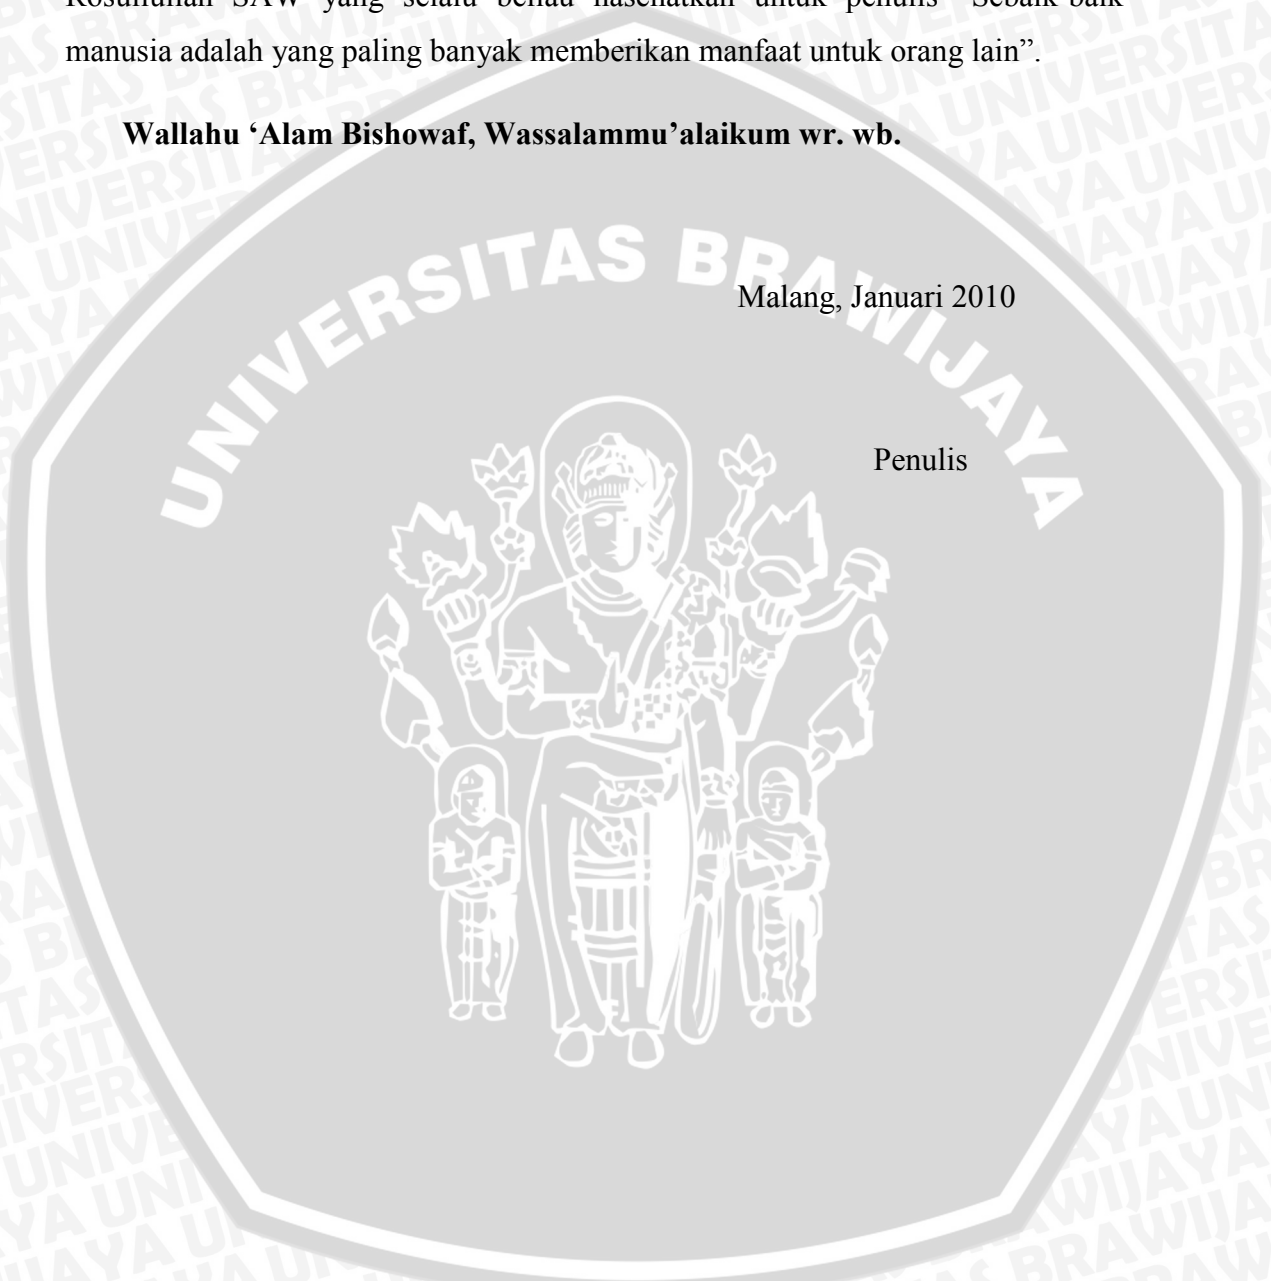 Rosulullah SAW yang selalu beliau nasehatkan untuk penulis “Sebaik-baik
manusia adalah yang paling banyak memberikan manfaat untuk orang lain”.
Wallahu ‘Alam Bishowaf, Wassalammu’alaikum wr. wb.
UNIVERSITAS BRAWIJAYA
Malang, Januari 2010
Penulis